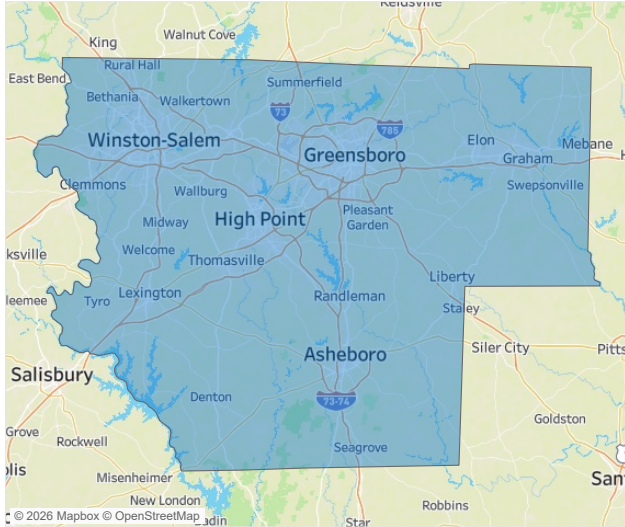 Reidsville
Walnut Cove
King
Rural Hall
East Bend
Summerfield
Bethania
Walkertown
73
785
Winston-Salem
Greensboro
Elon
Mebane
Graham
Clemmons
Wallburg
Swepsonville
High Point
Pleasant
Garden
Midway
Welcome
Thomasville
ksville
Liberty
leemee
Tyro
Lexington
Randleman
Staley
Asheboro
Siler City
Pitts
Salisbury
Denton
73-74
Goldston
Grove
Rockwell
Seagrove
olis
Misenheimer
San
New London
Robbins
© 2026 Mapbox © OpenStreetMap
Star